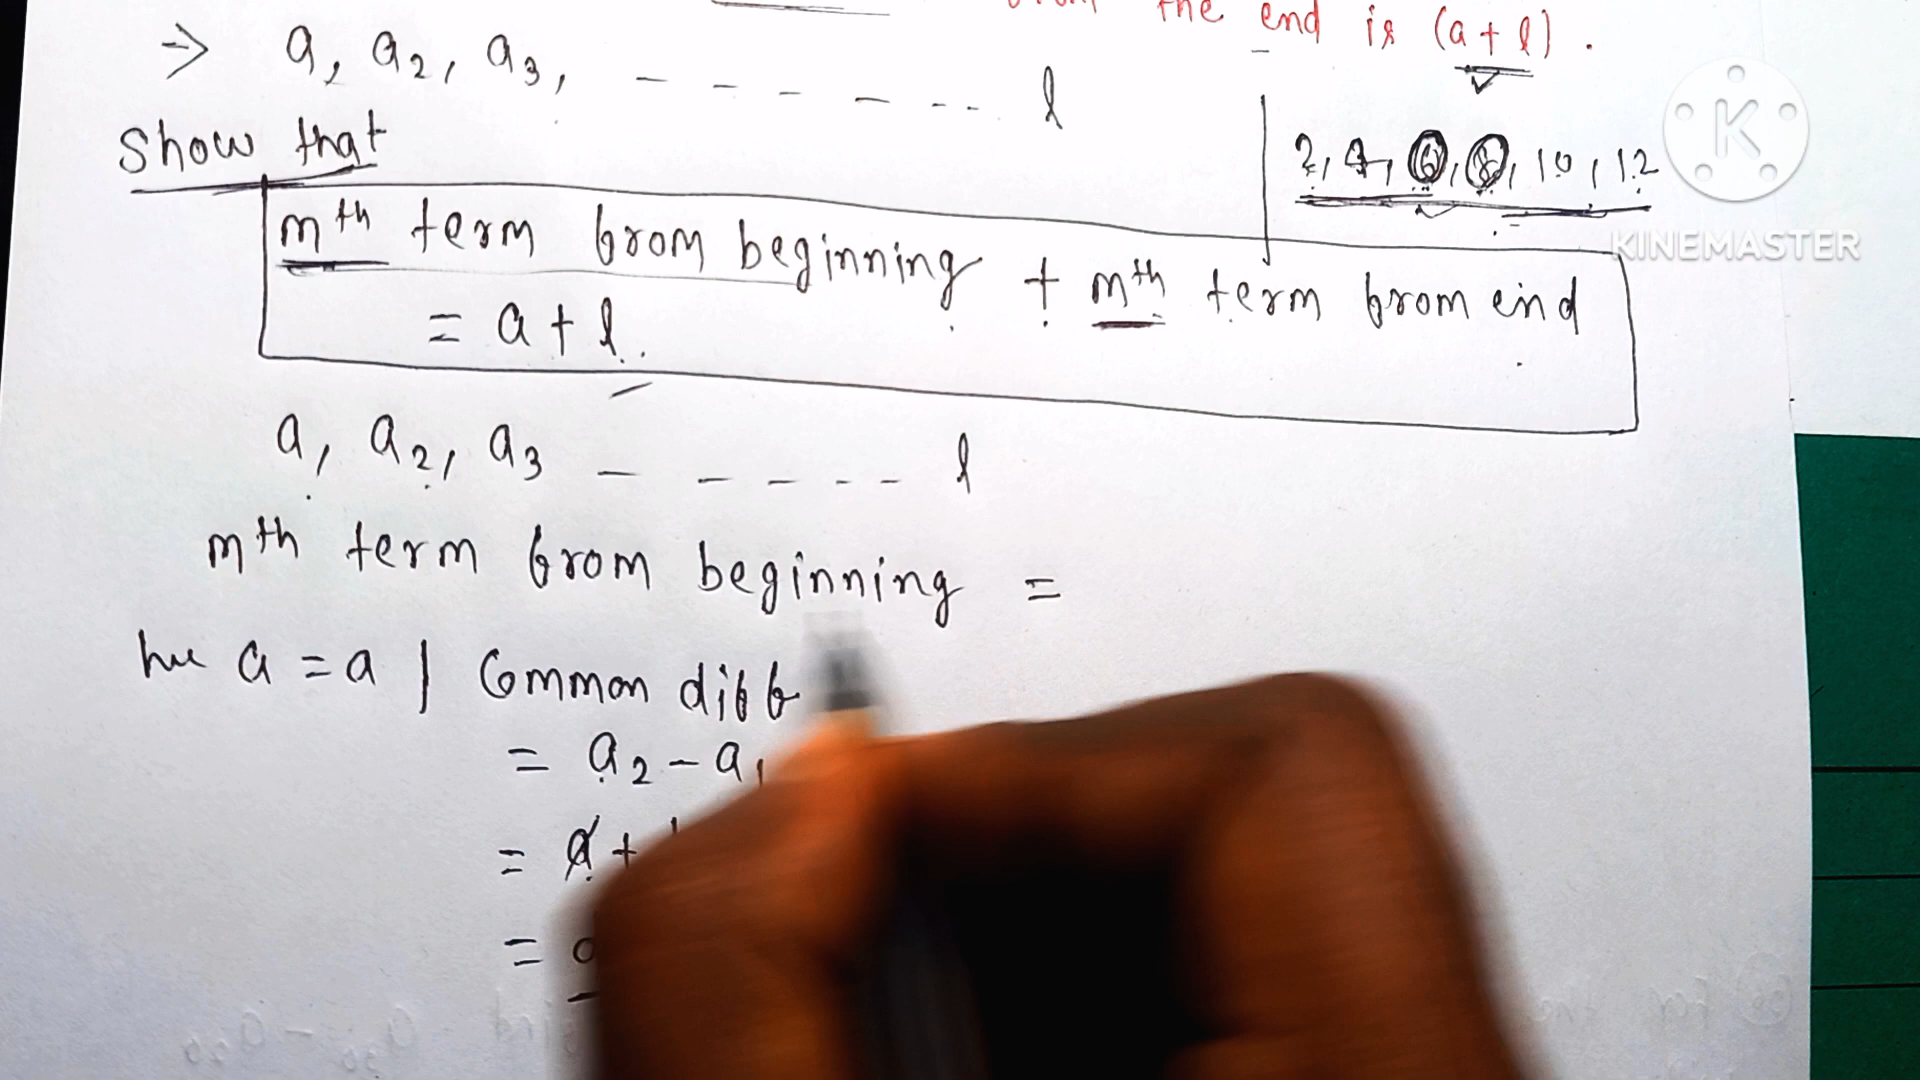 the end is (a + l).
→ a, a2, a3, - - - - - - - l
2, 4, 6, 8, 10, 12
K
KINEMASTER
Show that
mth term from beginning + mth term from end
= a + l.
a, a2, a3 - - - - - l
mth term from beginning =
a = a | Common diff
= a2 - a1
= a +
=